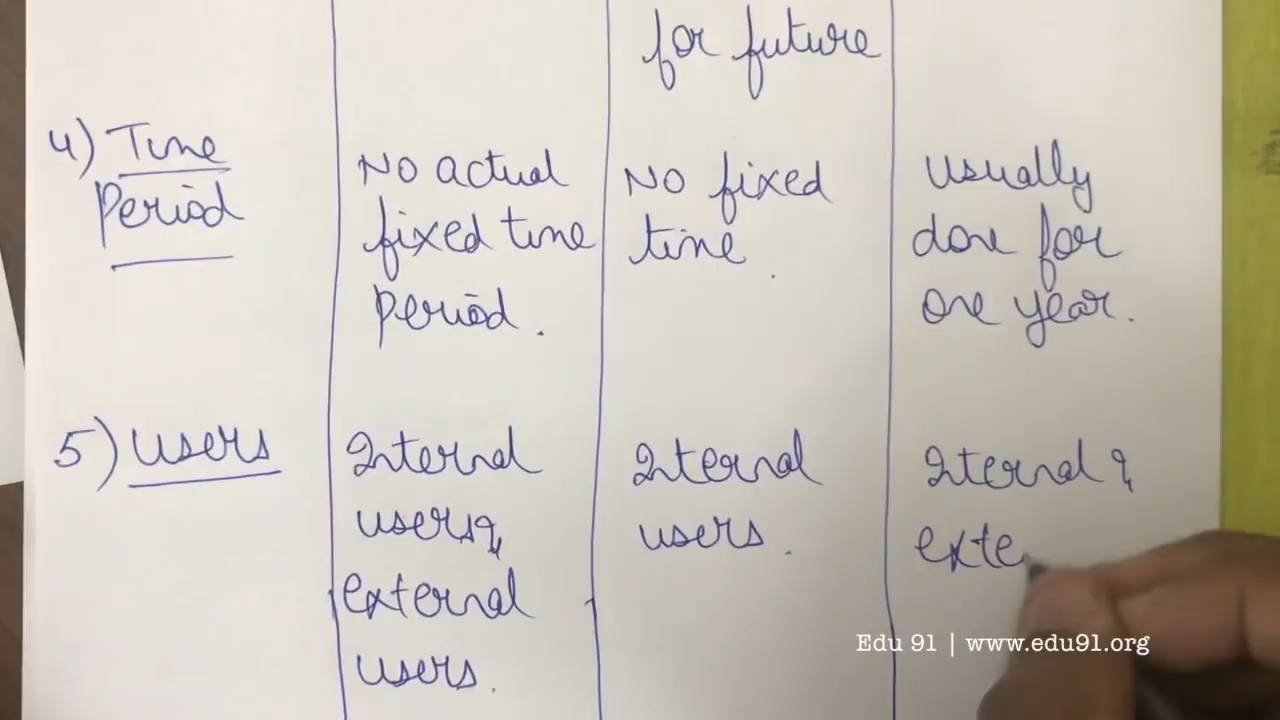 for future
4) Time
Period
No actual
fixed time
period.
No fixed
time.
Usually
done for
one year.
5) Users
Internal
users &
external
users.
Internal
users.
Internal &
exte
Edu 91 | www.edu91.org